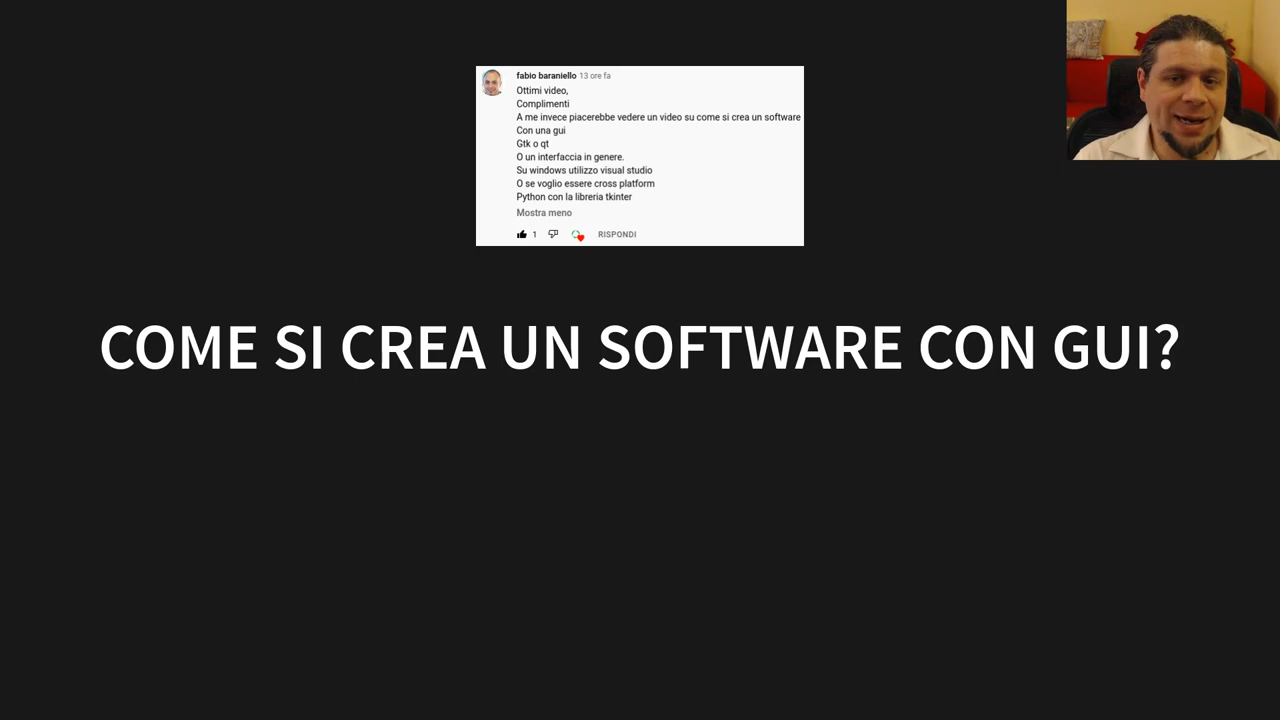 fabio baraniello 13 ore fa
Ottimi video,
Complimenti
A me invece piacerebbe vedere un video su come si crea un software
Con una gui
Gtk o qt
O un interfaccia in genere.
Su windows utilizzo visual studio
O se voglio essere cross platform
Python con la libreria tkinter
Mostra meno
1 RISPONDI
COME SI CREA UN SOFTWARE CON GUI?